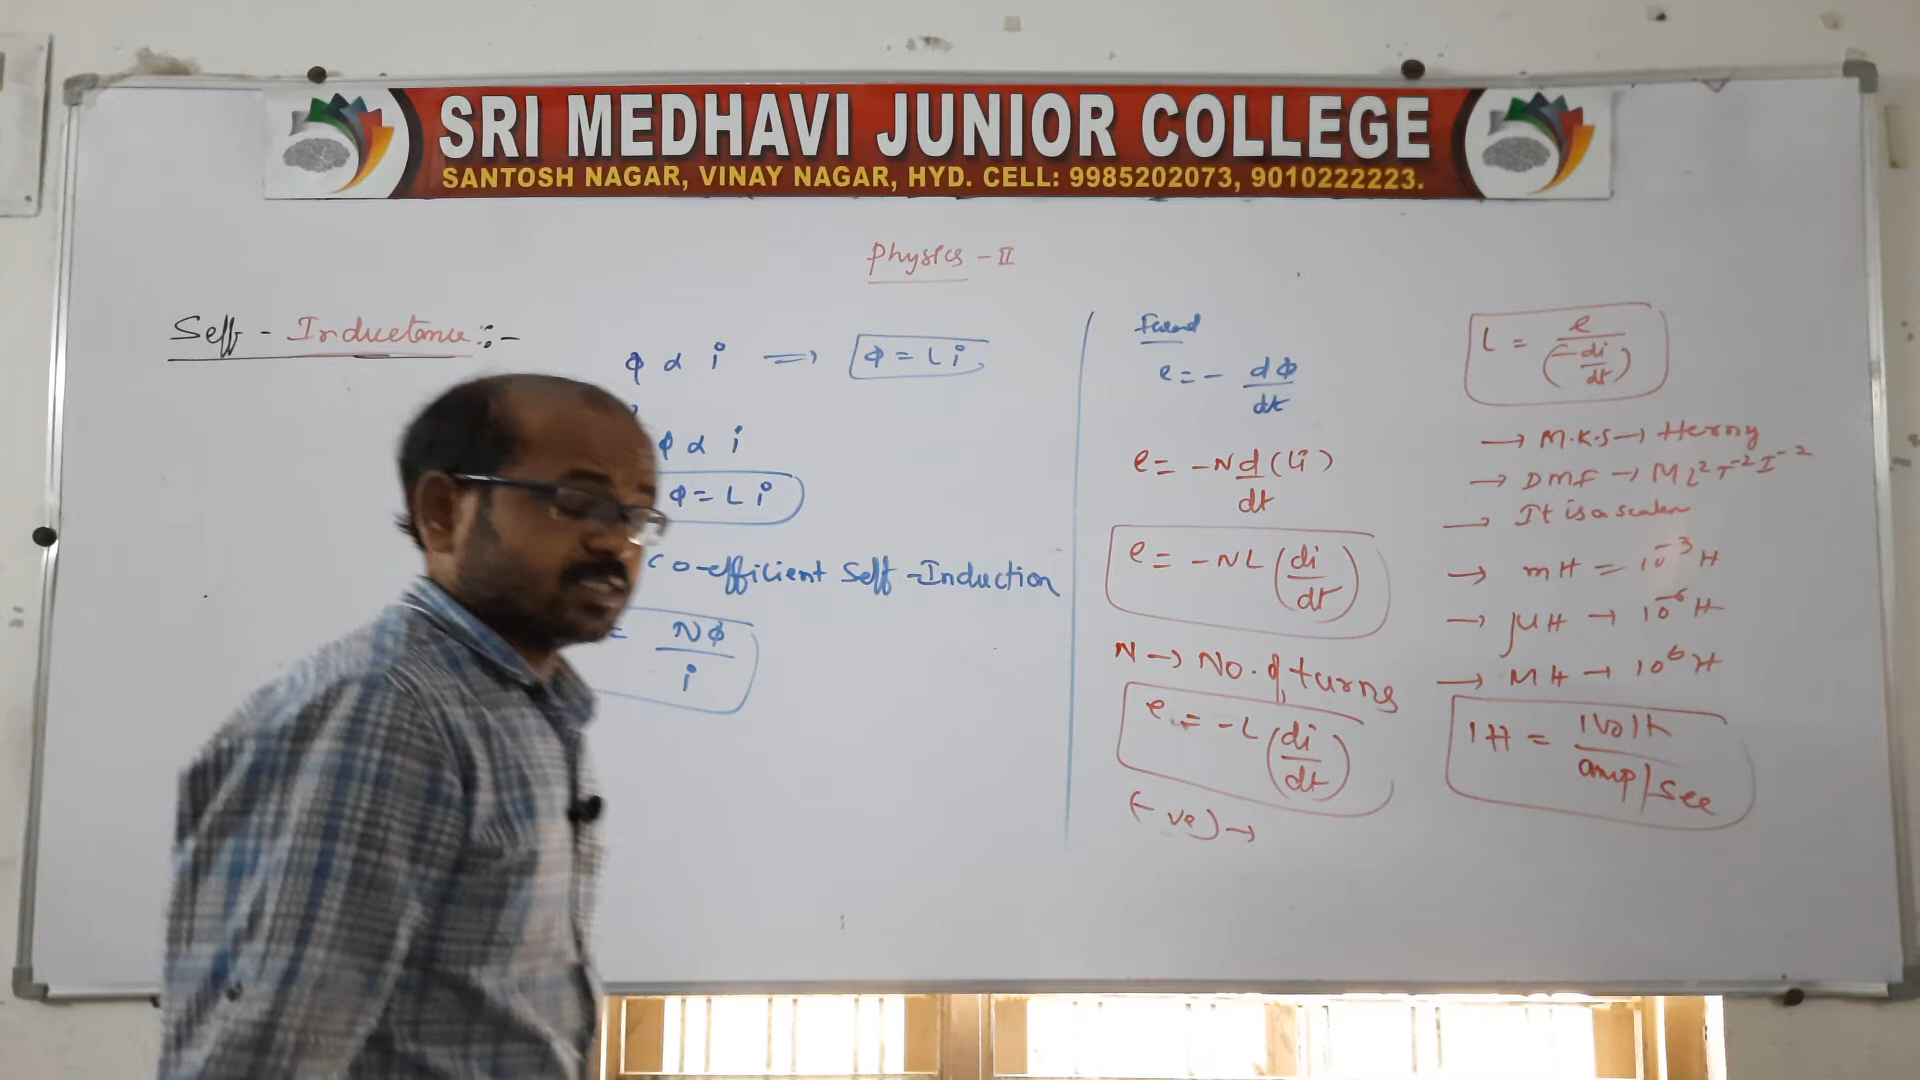 SRI MEDHAVI JUNIOR COLLEGE
SANTOSH NAGAR, VINAY NAGAR, HYD. CELL: 9985202073, 9010222223.
Physics - II
Self - Inductance :-
ϕ α i ⟹ ϕ = Li
ϕ α i
ϕ = Li
co-efficient Self-Induction
= Nϕ/i
e = - dϕ/dt
e = -N d(Li)/dt
e = -NL (di/dt)
N → No. of turns
e = -L (di/dt)
(-ve) →
L = e/(-di/dt)
→ M.K.S → Henry
→ DMF → ML²T⁻²I⁻²
→ It is a scalar
→ mH = 10⁻³ H
→ μH → 10⁻⁶ H
→ MH → 10⁶ H
1H = 1Volt/amp/sec